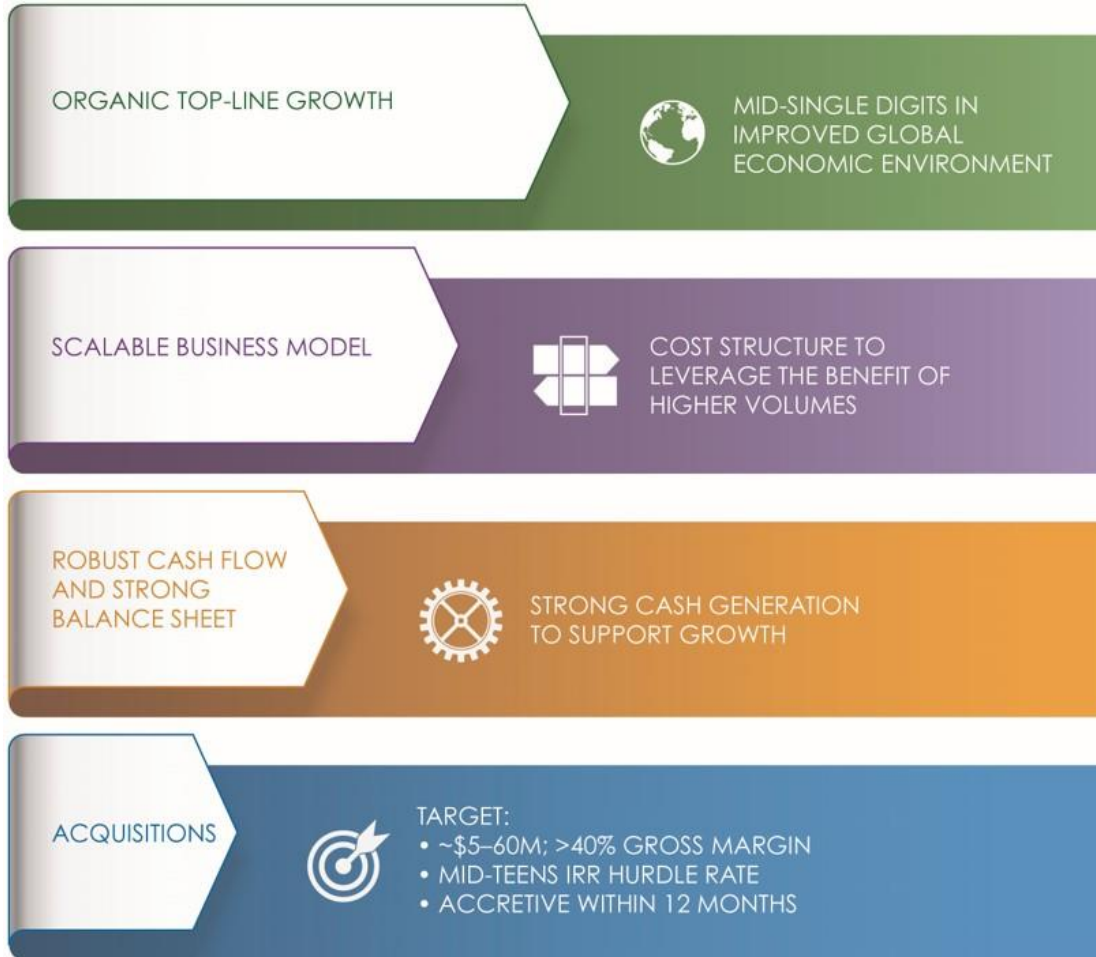 ORGANIC TOP-LINE GROWTH
MID-SINGLE DIGITS IN
IMPROVED GLOBAL
ECONOMIC ENVIRONMENT
SCALABLE BUSINESS MODEL
COST STRUCTURE TO
LEVERAGE THE BENEFIT OF
HIGHER VOLUMES
ROBUST CASH FLOW
AND STRONG
BALANCE SHEET
STRONG CASH GENERATION
TO SUPPORT GROWTH
ACQUISITIONS
TARGET:
• ~$5–60M; >40% GROSS MARGIN
• MID-TEENS IRR HURDLE RATE
• ACCRETIVE WITHIN 12 MONTHS